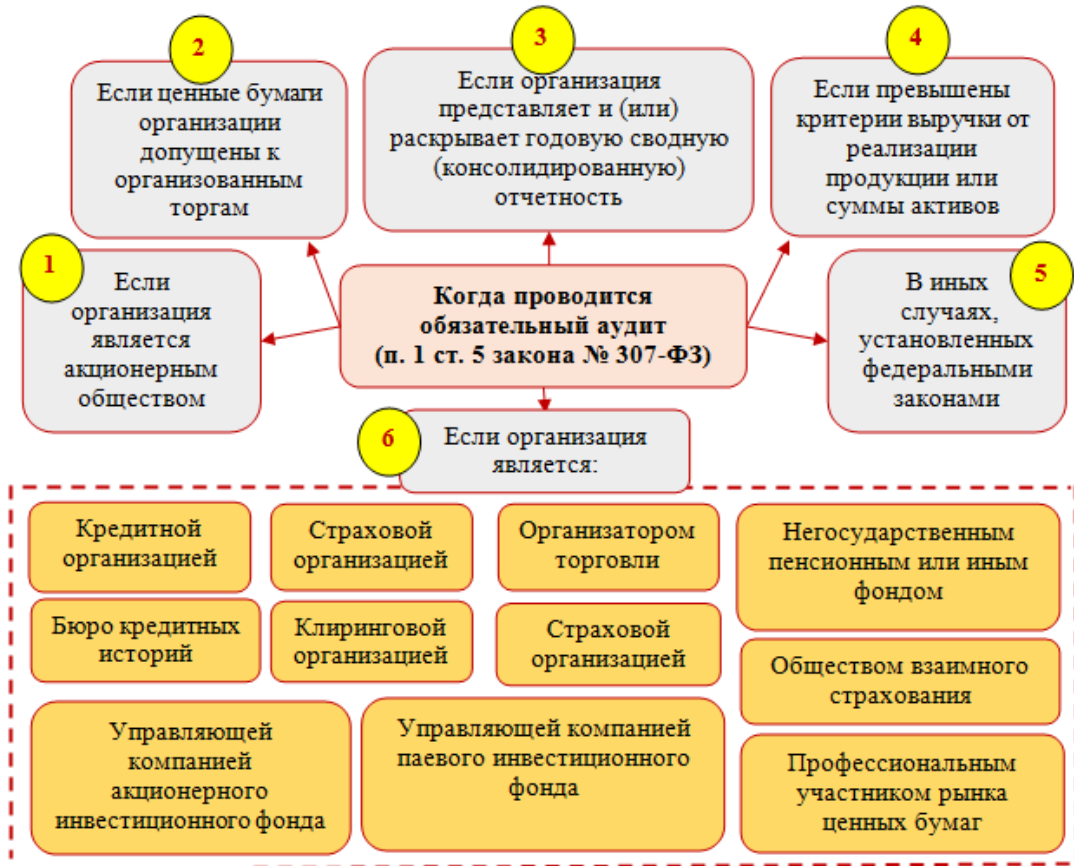 2
Если ценные бумаги
организации
допущены к
организованным
торгам
3
Если организация
представляет и (или)
раскрывает годовую сводную
(консолидированную)
отчетность
4
Если превышены
критерии выручки от
реализации
продукции или
суммы активов
1
Если
организация
является
акционерным
обществом
Когда проводится
обязательный аудит
(п. 1 ст. 5 закона № 307-ФЗ)
5
В иных
случаях,
установленных
федеральными
законами
6
Если организация
является:
Кредитной
организацией
Страховой
организацией
Организатором
торговли
Негосударственным
пенсионным или иным
фондом
Бюро кредитных
историй
Клиринговой
организацией
Страховой
организацией
Обществом взаимного
страхования
Управляющей
компанией
акционерного
инвестиционного фонда
Управляющей компанией
паевого инвестиционного
фонда
Профессиональным
участником рынка
ценных бумаг